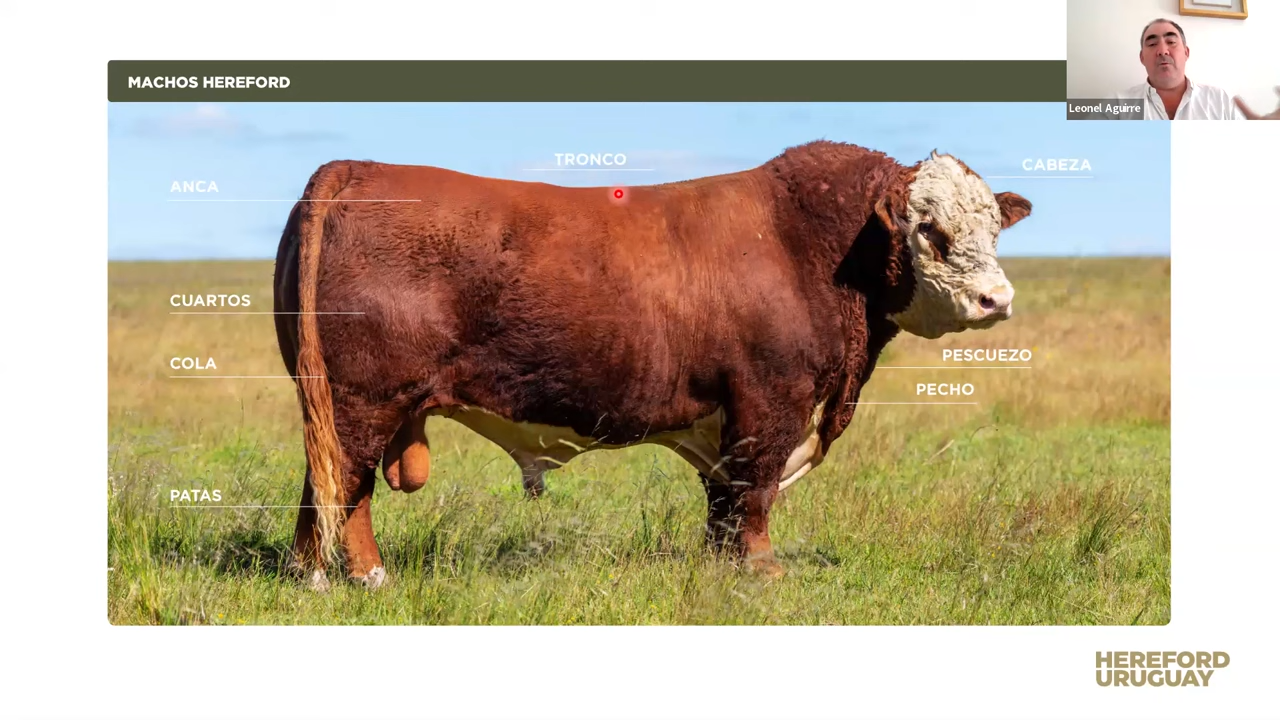 MACHOS HEREFORD
Leonel Aguirre
TRONCO
CABEZA
ANCA
CUARTOS
PESCUEZO
COLA
PECHO
PATAS
HEREFORD
URUGUAY